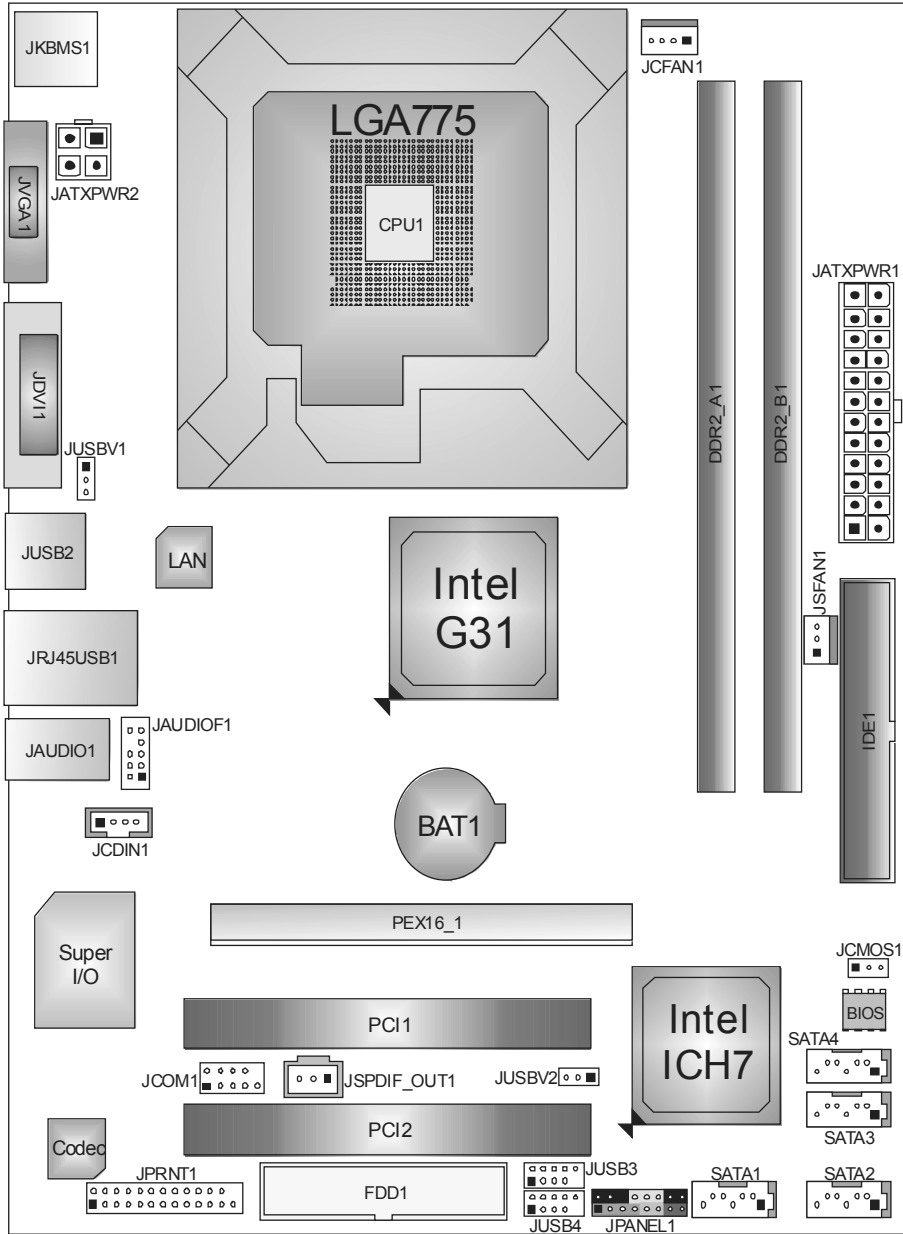 JKBMS1
JCFAN1
LGA775
CPU1
JATXPWR2
JVGA1
JATXPWR1
DDR2_A1
DDR2_B1
JDVI1
JUSBV1
JUSB2
LAN
Intel
G31
JSFAN1
IDE1
JRJ45USB1
JAUDIOF1
JAUDIO1
BAT1
JCDIN1
PEX16_1
Super
I/O
JCMOS1
BIOS
PCI1
Intel
ICH7
SATA4
JCOM1
JSPDIF_OUT1
JUSBV2
SATA3
PCI2
Codec
JPRNT1
FDD1
JUSB3
SATA1
SATA2
JUSB4
JPANEL1